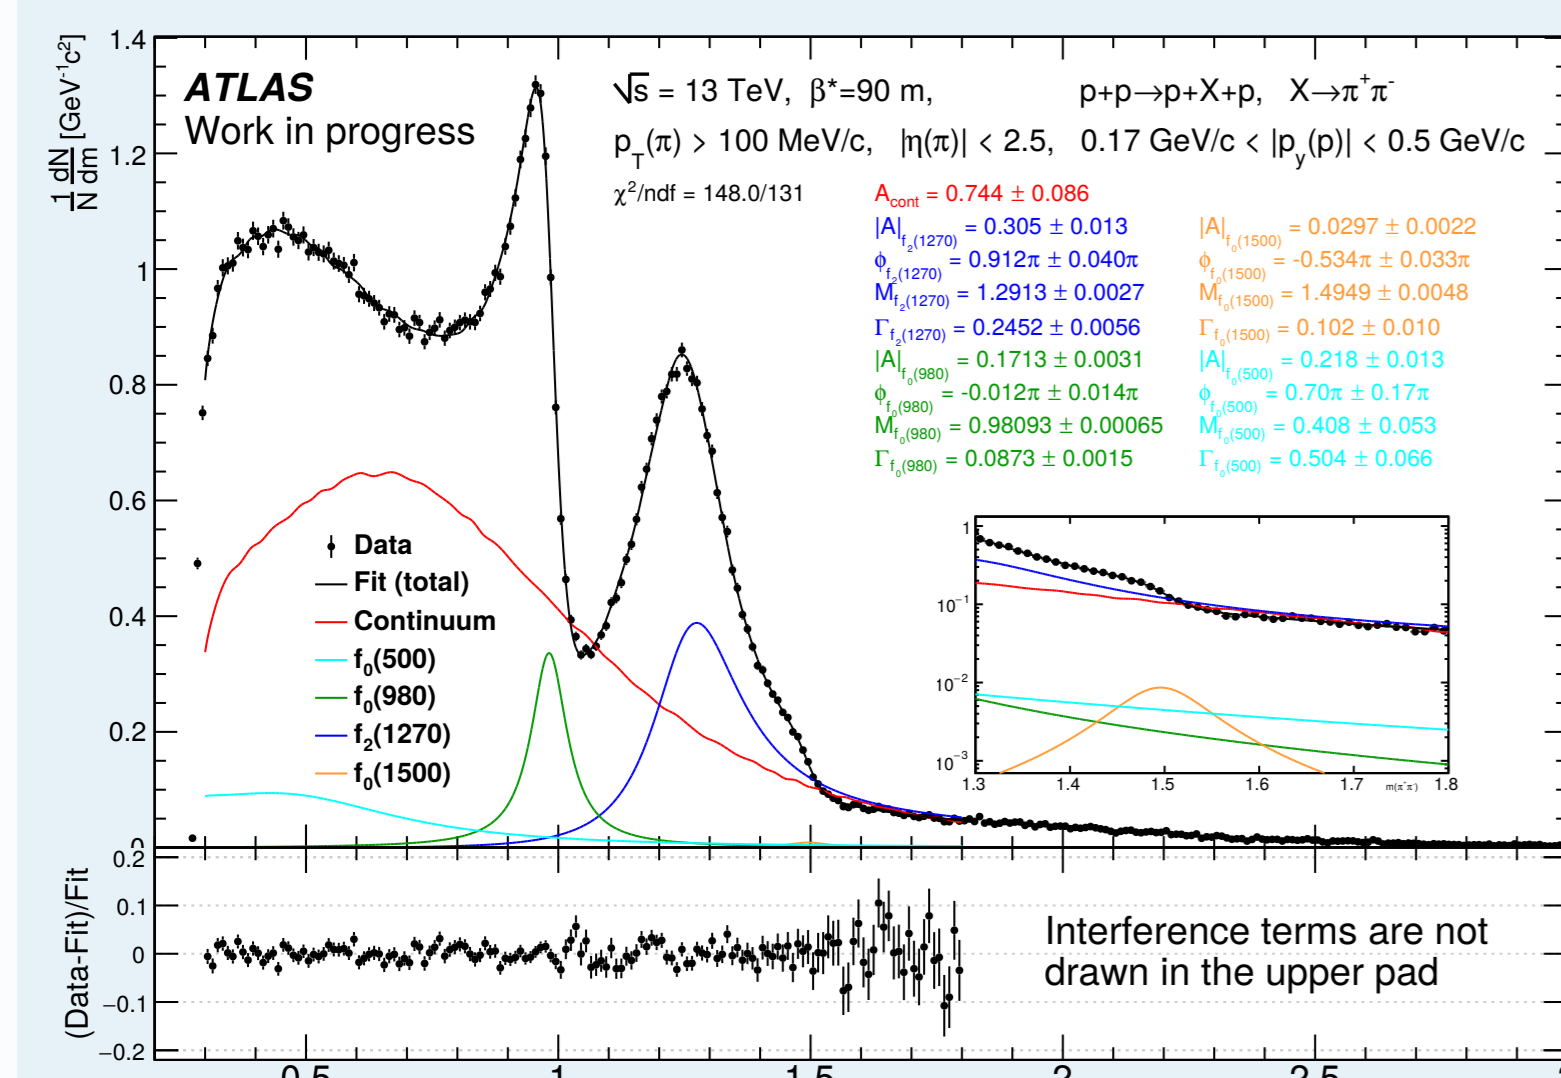 1.4
1.2
1
0.8
0.6
0.4
0.2
0
1/N dN/dm [GeV⁻¹c²]
ATLAS
Work in progress
√s = 13 TeV, β*=90 m, p+p→p+X+p, X→π⁺π⁻
p_T(π) > 100 MeV/c, |η(π)| < 2.5, 0.17 GeV/c < |p_y(p)| < 0.5 GeV/c
χ²/ndf = 148.0/131
A_cont = 0.744 ± 0.086
|A|_f₂(1270) = 0.305 ± 0.013
ϕ_f₂(1270) = 0.912π ± 0.040π
M_f₂(1270) = 1.2913 ± 0.0027
Γ_f₂(1270) = 0.2452 ± 0.0056
|A|_f₀(980) = 0.1713 ± 0.0031
ϕ_f₀(980) = -0.012π ± 0.014π
M_f₀(980) = 0.98093 ± 0.00065
Γ_f₀(980) = 0.0873 ± 0.0015
|A|_f₀(1500) = 0.0297 ± 0.0022
ϕ_f₀(1500) = -0.534π ± 0.033π
M_f₀(1500) = 1.4949 ± 0.0048
Γ_f₀(1500) = 0.102 ± 0.010
|A|_f₀(500) = 0.218 ± 0.013
ϕ_f₀(500) = 0.70π ± 0.17π
M_f₀(500) = 0.408 ± 0.053
Γ_f₀(500) = 0.504 ± 0.066
Data
Fit (total)
Continuum
f₀(500)
f₀(980)
f₂(1270)
f₀(1500)
1
10⁻¹
10⁻²
10⁻³
1.3 1.4 1.5 1.6 1.7 m(π⁺π⁻) 1.8
(Data-Fit)/Fit
0.2
0.1
0
−0.1
−0.2
Interference terms are not
drawn in the upper pad
0.5 1 1.5 2 2.5